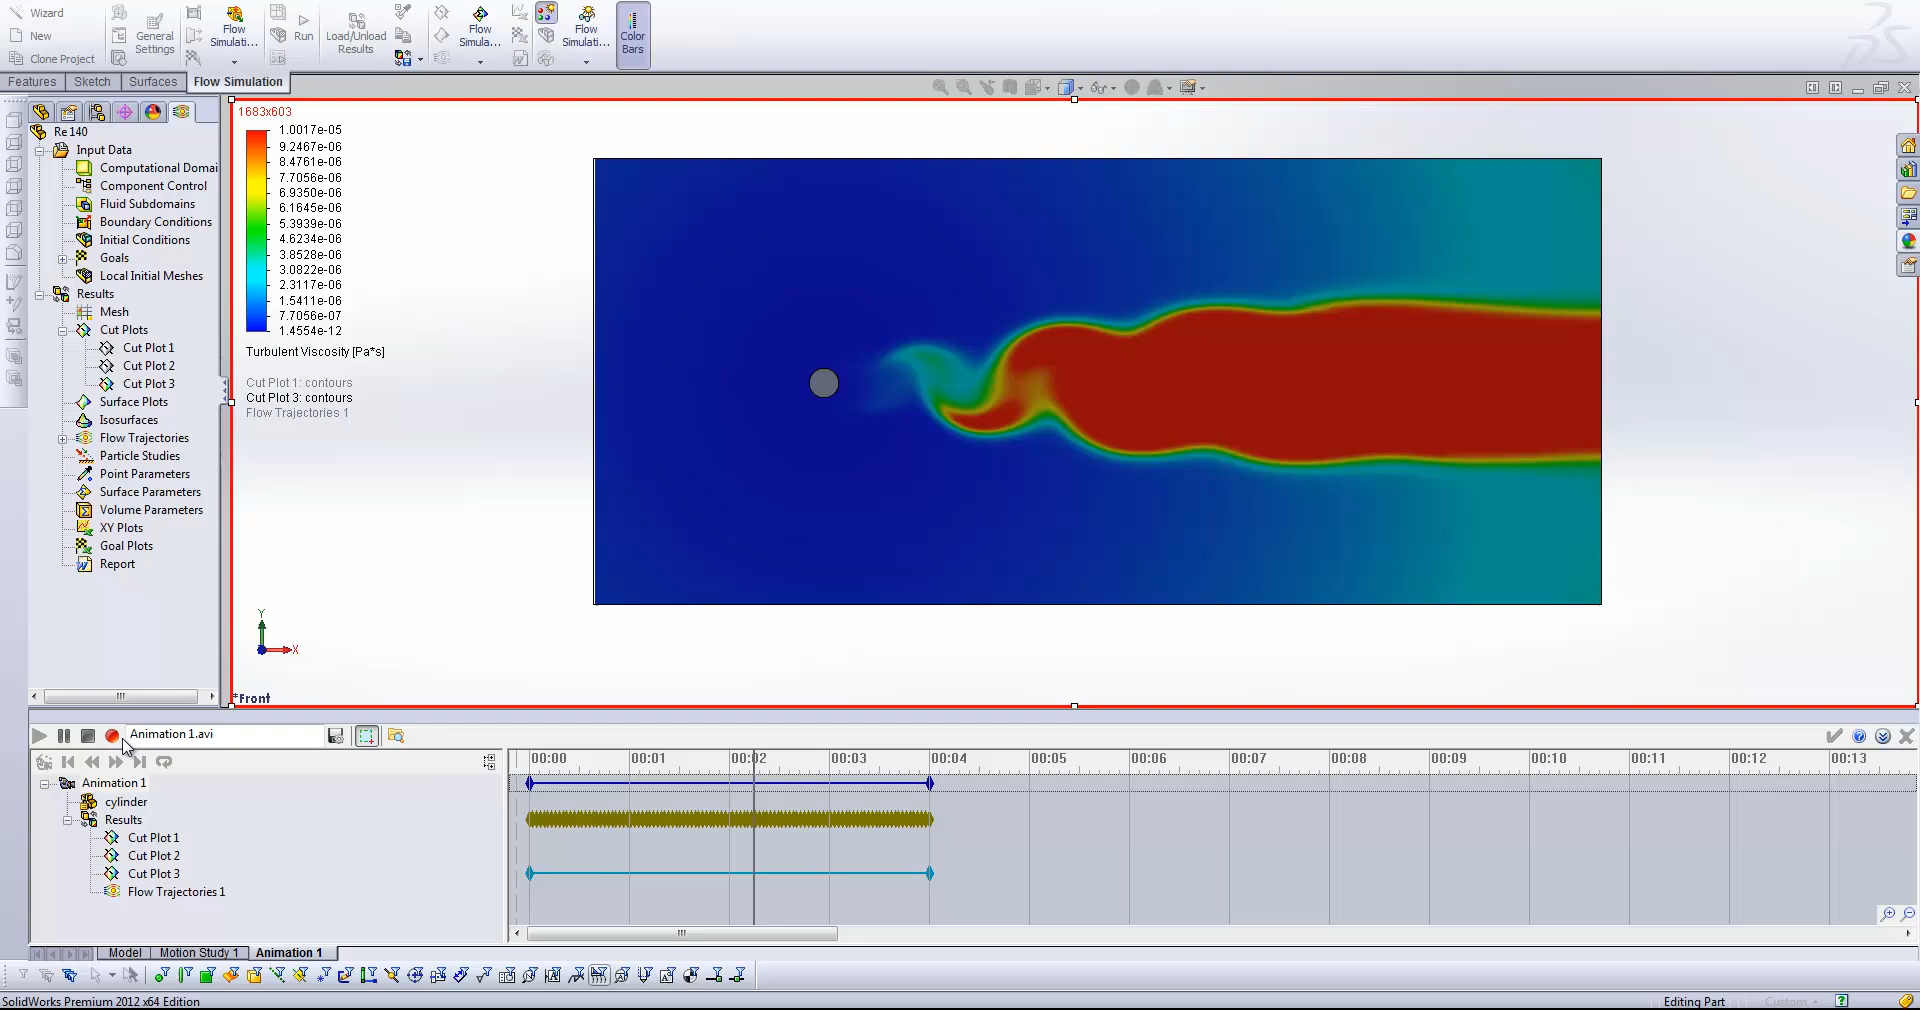 Wizard
New
Clone Project
General Settings
Flow Simulati...
Run
Load/Unload Results
Flow Simula...
Flow Simulati...
Color Bars
Features
Sketch
Surfaces
Flow Simulation
Re 140
Input Data
Computational Domai
Component Control
Fluid Subdomains
Boundary Conditions
Initial Conditions
Goals
Local Initial Meshes
Results
Mesh
Cut Plots
Cut Plot 1
Cut Plot 2
Cut Plot 3
Surface Plots
Isosurfaces
Flow Trajectories
Particle Studies
Point Parameters
Surface Parameters
Volume Parameters
XY Plots
Goal Plots
Report
1683x603
1.0017e-05
9.2467e-06
8.4761e-06
7.7056e-06
6.9350e-06
6.1645e-06
5.3939e-06
4.6234e-06
3.8528e-06
3.0822e-06
2.3117e-06
1.5411e-06
7.7056e-07
1.4554e-12
Turbulent Viscosity [Pa*s]
Cut Plot 1: contours
Cut Plot 3: contours
Flow Trajectories 1
Y
X
*Front
Animation 1.avi
00:00 00:01 00:02 00:03 00:04 00:05 00:06 00:07 00:08 00:09 00:10 00:11 00:12 00:13
Animation 1
cylinder
Results
Cut Plot 1
Cut Plot 2
Cut Plot 3
Flow Trajectories 1
Model
Motion Study 1
Animation 1
SolidWorks Premium 2012 x64 Edition
Editing Part
Custom